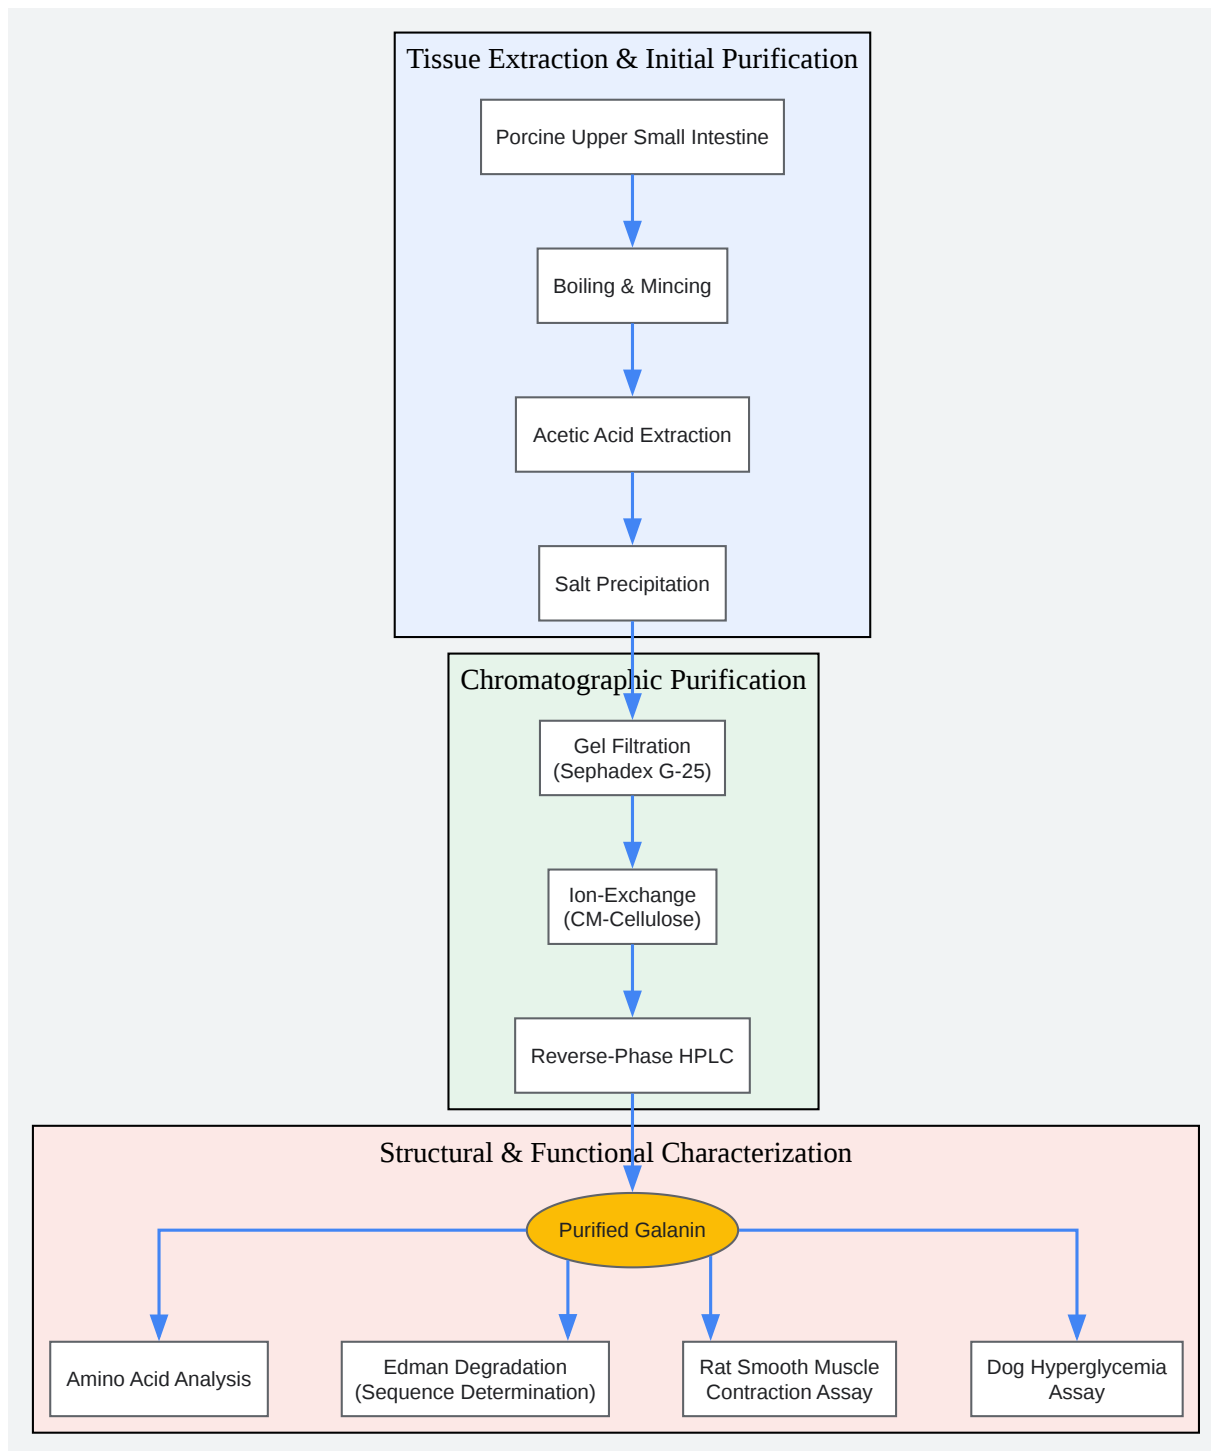 Tissue Extraction & Initial Purification
Porcine Upper Small Intestine
Boiling & Mincing
Acetic Acid Extraction
Salt Precipitation
Chromatographic Purification
Gel Filtration
(Sephadex G-25)
Ion-Exchange
(CM-Cellulose)
Reverse-Phase HPLC
Structural & Functional Characterization
Purified Galanin
Amino Acid Analysis
Edman Degradation
(Sequence Determination)
Rat Smooth Muscle
Contraction Assay
Dog Hyperglycemia
Assay